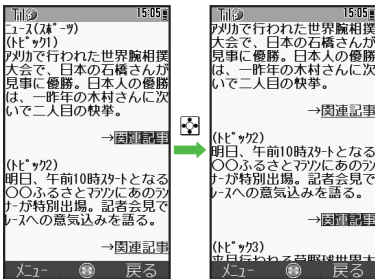 15:05
ﾆｭｰｽ(ｽﾎﾟｰﾂ)
(ﾄﾋﾟｯｸ1)
ｱﾒﾘｶで行われた世界腕相撲
大会で、日本の石橋さんが
見事に優勝。日本人の優勝
は、一昨年の木村さんに次
いで二人目の快挙。
→関連記事
(ﾄﾋﾟｯｸ2)
明日、午前10時ｽﾀｰﾄとなる
〇〇ふるさとﾏﾗｿﾝにあのﾗﾝ
ﾅｰが特別出場。記者会見で
ﾚｰｽへの意気込みを語る。
→関連記事
ﾒﾆｭｰ
戻る
15:05
ｱﾒﾘｶで行われた世界腕相撲
大会で、日本の石橋さんが
見事に優勝。日本人の優勝
は、一昨年の木村さんに次
いで二人目の快挙。
→関連記事
(ﾄﾋﾟｯｸ2)
明日、午前10時ｽﾀｰﾄとなる
〇〇ふるさとﾏﾗｿﾝにあのﾗﾝ
ﾅｰが特別出場。記者会見で
ﾚｰｽへの意気込みを語る。
→関連記事
(ﾄﾋﾟｯｸ3)
ﾒﾆｭｰ
戻る